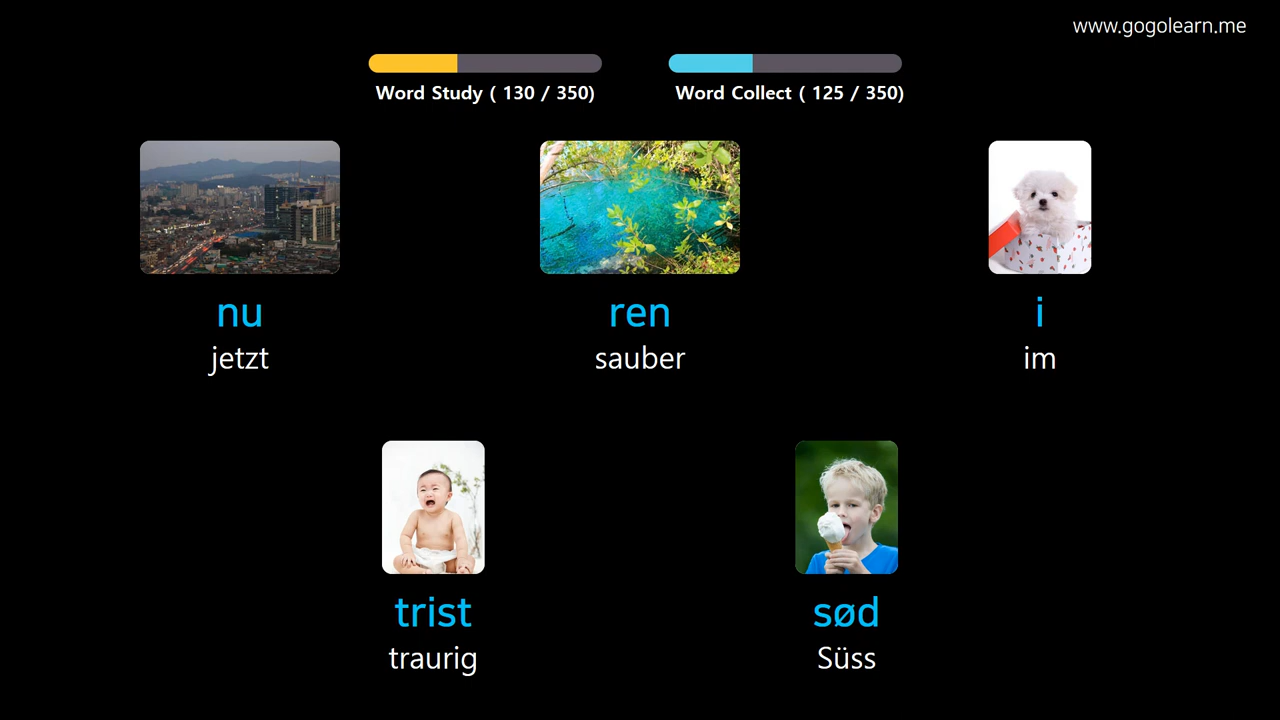 www.gogolearn.me
Word Study ( 130 / 350)
Word Collect ( 125 / 350)
nu
jetzt
ren
sauber
i
im
trist
traurig
sød
Süss